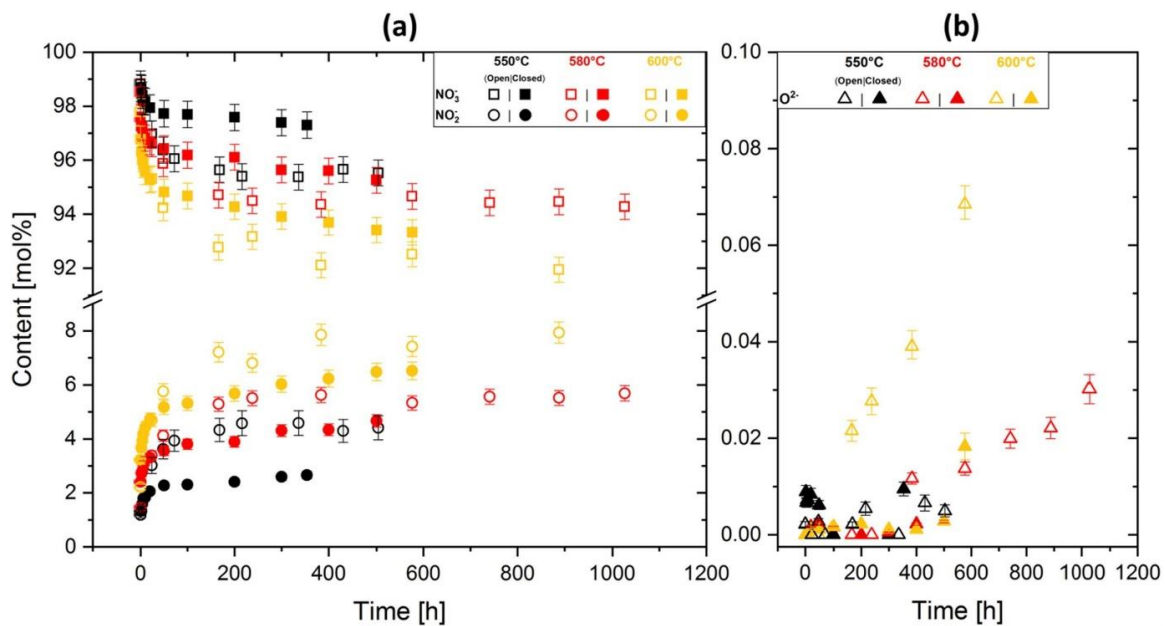 (a)
100
98
96
94
92
8
6
4
2
0
Content [mol%]
0 200 400 600 800 1000 1200
Time [h]
550°C 580°C 600°C
(Open|Closed)
NO₃⁻ | | |
NO₂⁻ | | |
(b)
0.10
0.08
0.06
0.04
0.02
0.00
0 200 400 600 800 1000 1200
Time [h]
550°C 580°C 600°C
(Open|Closed)
O²⁻ | | |